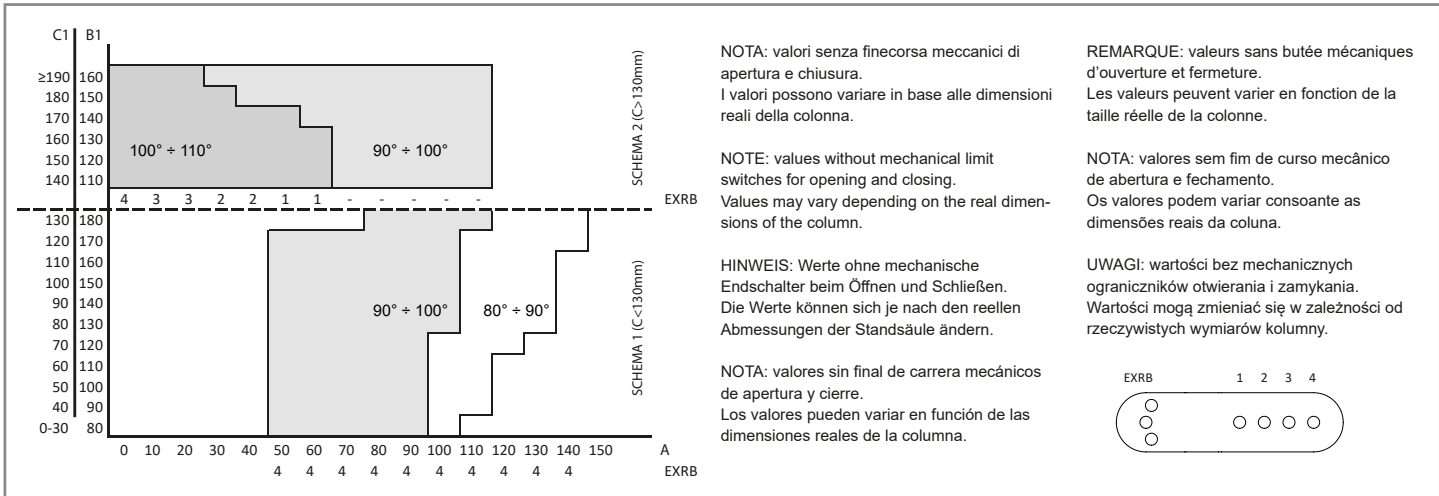 C1 B1
≥190 160
180 150
170 140
160 130
150 120
140 110
100° ÷ 110°
90° ÷ 100°
SCHEMA 2 (C>130mm)
4 3 3 2 2 1 1 - - - - - EXRB
130 180
120 170
110 160
100 150
90 140
80 130
70 120
60 110
50 100
40 90
0-30 80
90° ÷ 100°
80° ÷ 90°
SCHEMA 1 (C<130mm)
0 10 20 30 40 50 60 70 80 90 100 110 120 130 140 150 A
4 4 4 4 4 4 4 4 4 4 EXRB
NOTA: valori senza finecorsa meccanici di
apertura e chiusura.
I valori possono variare in base alle dimensioni
reali della colonna.
NOTE: values without mechanical limit
switches for opening and closing.
Values may vary depending on the real dimen-
sions of the column.
HINWEIS: Werte ohne mechanische
Endschalter beim Öffnen und Schließen.
Die Werte können sich je nach den reellen
Abmessungen der Standsäule ändern.
NOTA: valores sin final de carrera mecánicos
de apertura y cierre.
Los valores pueden variar en función de las
dimensiones reales de la columna.
REMARQUE: valeurs sans butée mécaniques
d'ouverture et fermeture.
Les valeurs peuvent varier en fonction de la
taille réelle de la colonne.
NOTA: valores sem fim de curso mecânico
de abertura e fechamento.
Os valores podem variar consoante as
dimensões reais da coluna.
UWAGI: wartości bez mechanicznych
ograniczników otwierania i zamykania.
Wartości mogą zmieniać się w zależności od
rzeczywistych wymiarów kolumny.
EXRB 1 2 3 4